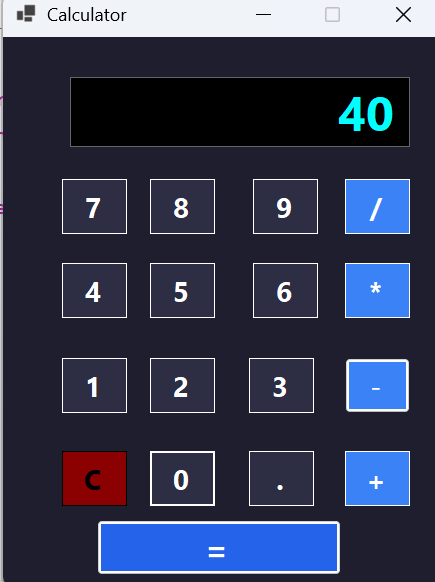 Calculator
40
7 8 9 /
4 5 6 *
1 2 3 -
C 0 . +
=